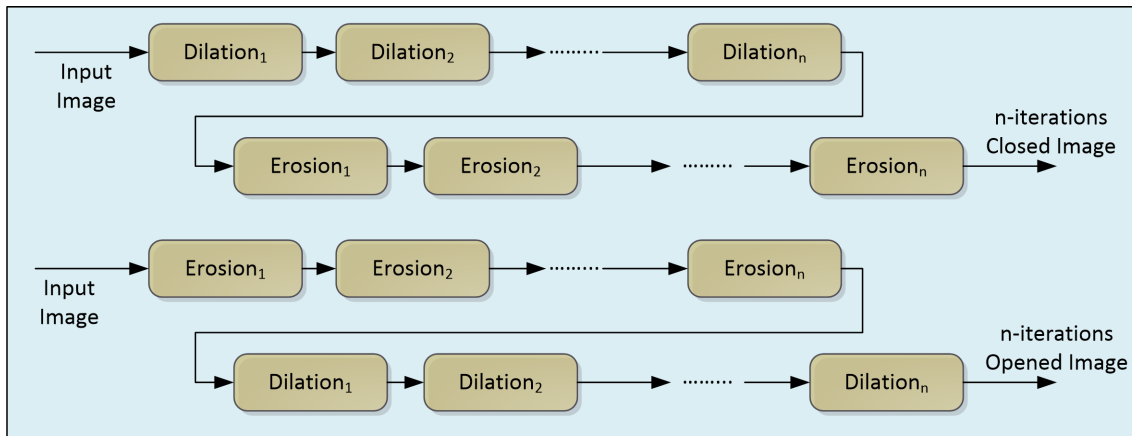 Dilation1
Dilation2
.........
Dilationn
Input
Image
n-iterations
Closed Image
Erosion1
Erosion2
.........
Erosionn
Erosion1
Erosion2
.........
Erosionn
Input
Image
n-iterations
Opened Image
Dilation1
Dilation2
.........
Dilationn